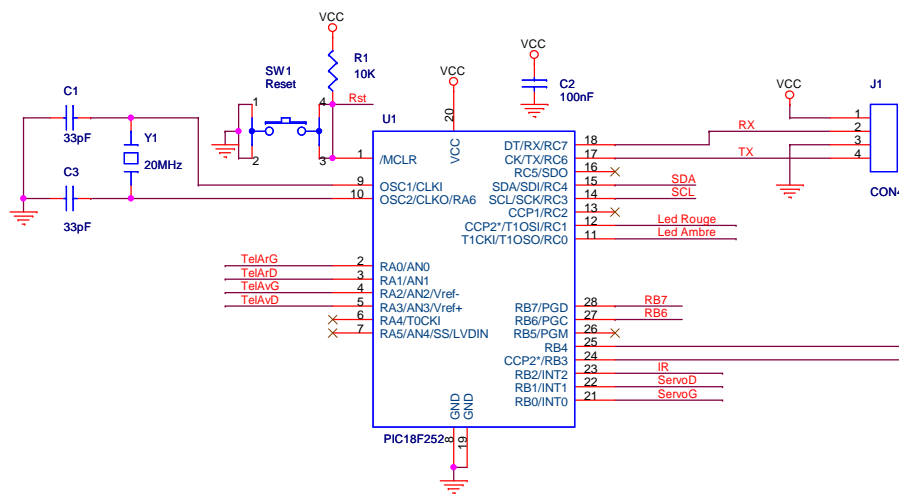 VCC
R1
10K
SW1
Reset
1
4
Rst
2
3
VCC
VCC
C2
100nF
VCC
J1
1
2
3
4
CON4
RX
TX
C1
33pF
Y1
20MHz
C3
33pF
U1
20
VCC
1 /MCLR
9 OSC1/CLKI
10 OSC2/CLKO/RA6
TelArG 2 RA0/AN0
TelArD 3 RA1/AN1
TelAvG 4 RA2/AN2/Vref-
TelAvD 5 RA3/AN3/Vref+
6 RA4/T0CKI
7 RA5/AN4/SS/LVDIN
DT/RX/RC7 18
CK/TX/RC6 17
RC5/SDO 16
SDA/SDI/RC4 15 SDA
SCL/SCK/RC3 14 SCL
CCP1/RC2 13
CCP2*/T1OSI/RC1 12 Led Rouge
T1CKI/T1OSO/RC0 11 Led Ambre
RB7/PGD 28 RB7
RB6/PGC 27 RB6
RB5/PGM 26
RB4 25
CCP2*/RB3 24
RB2/INT2 23 IR
RB1/INT1 22 ServoD
RB0/INT0 21 ServoG
GND
GND
PIC18F252
8
19